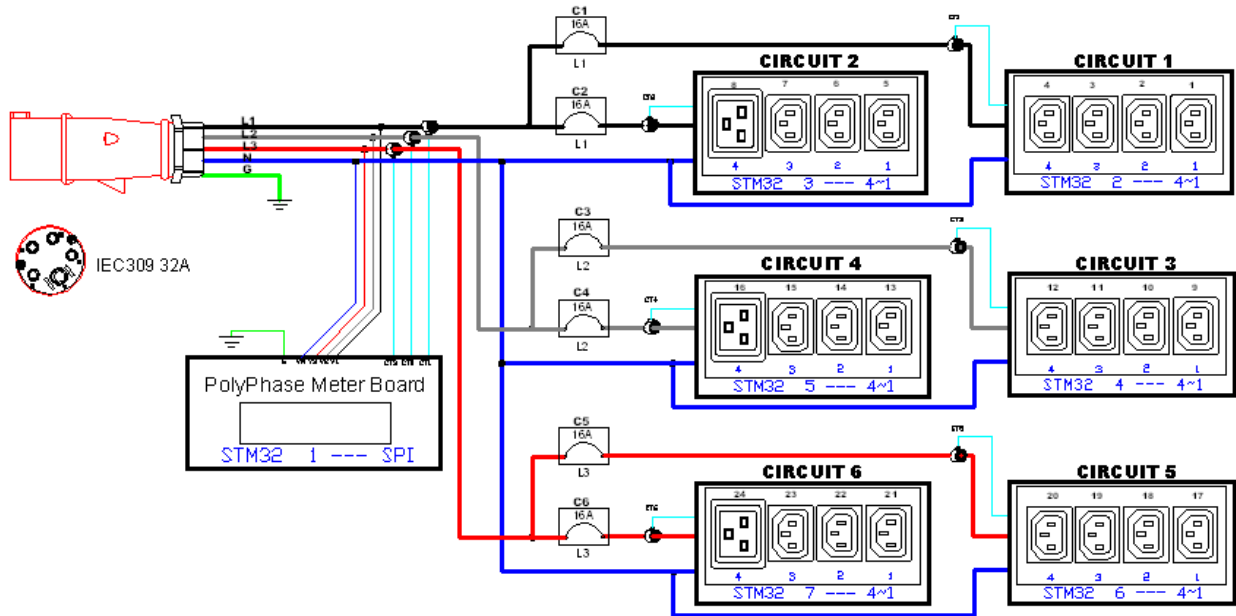 C1
16A
L1
CIRCUIT 2
CIRCUIT 1
8 7 6 5
4 3 2 1
4 3 2 1
STM32 3 --- 4~1
4 3 2 1
STM32 2 --- 4~1
C2
16A
L1
L1
L2
L3
N
G
IEC309 32A
C3
16A
L2
CIRCUIT 4
CIRCUIT 3
16 15 14 13
12 11 10 9
4 3 2 1
STM32 5 --- 4~1
4 3 2 1
STM32 4 --- 4~1
C4
16A
L2
CT4
PolyPhase Meter Board
STM32 1 --- SPI
C5
16A
L3
CIRCUIT 6
CIRCUIT 5
24 23 22 21
20 19 18 17
4 3 2 1
STM32 7 --- 4~1
4 3 2 1
STM32 6 --- 4~1
C6
16A
L3